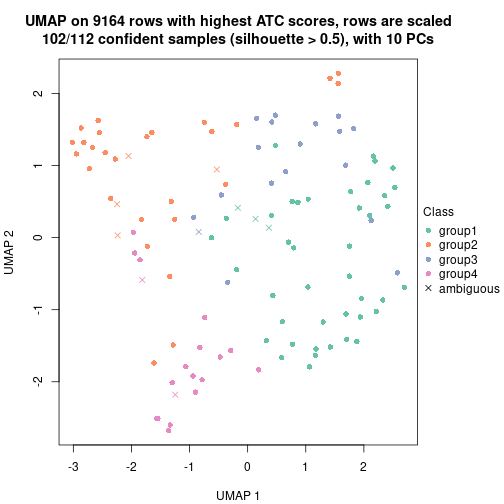 UMAP on 9164 rows with highest ATC scores, rows are scaled
102/112 confident samples (silhouette > 0.5), with 10 PCs
2
1
0
-1
-2
UMAP 2
-3
-2
-1
0
1
2
UMAP 1
Class
group1
group2
group3
group4
ambiguous